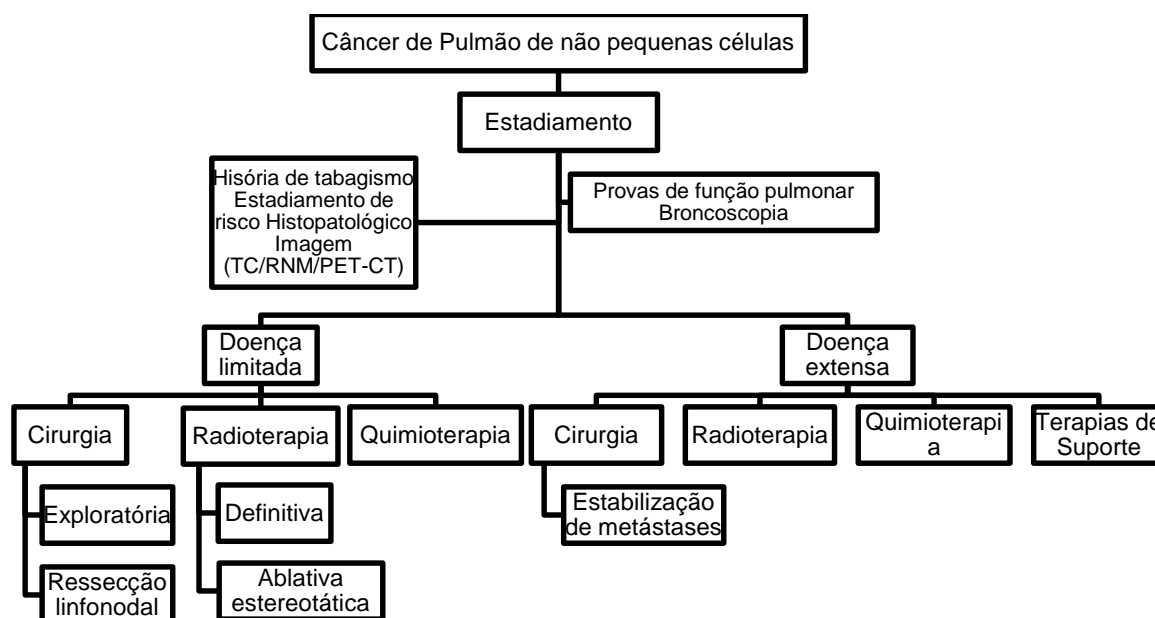 Câncer de Pulmão de não pequenas células
Estadiamento
Hisória de tabagismo
Estadiamento de
risco Histopatológico
Imagem
(TC/RNM/PET-CT)
Provas de função pulmonar
Broncoscopia
Doença
limitada
Doença
extensa
Cirurgia
Radioterapia
Quimioterapia
Cirurgia
Radioterapia
Quimioterapi
a
Terapias de
Suporte
Exploratória
Definitiva
Estabilização
de metástases
Ressecção
linfonodal
Ablativa
estereotática